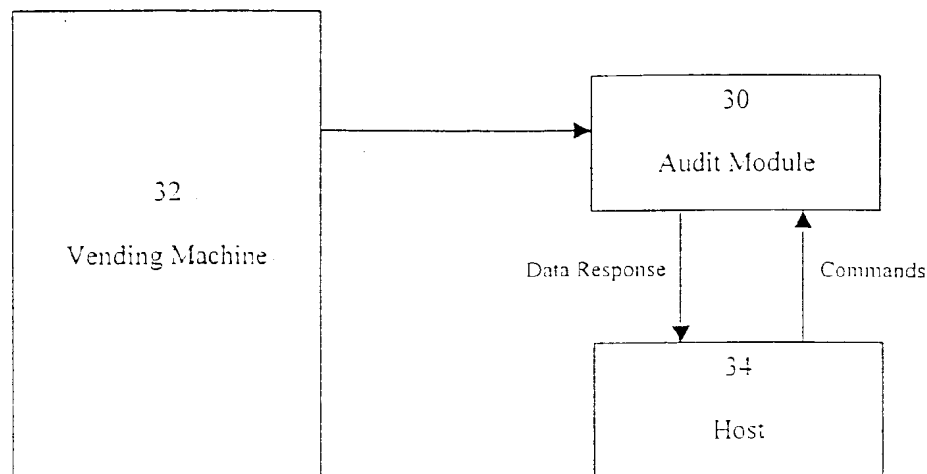 32
Vending Machine
30
Audit Module
Data Response
Commands
34
Host